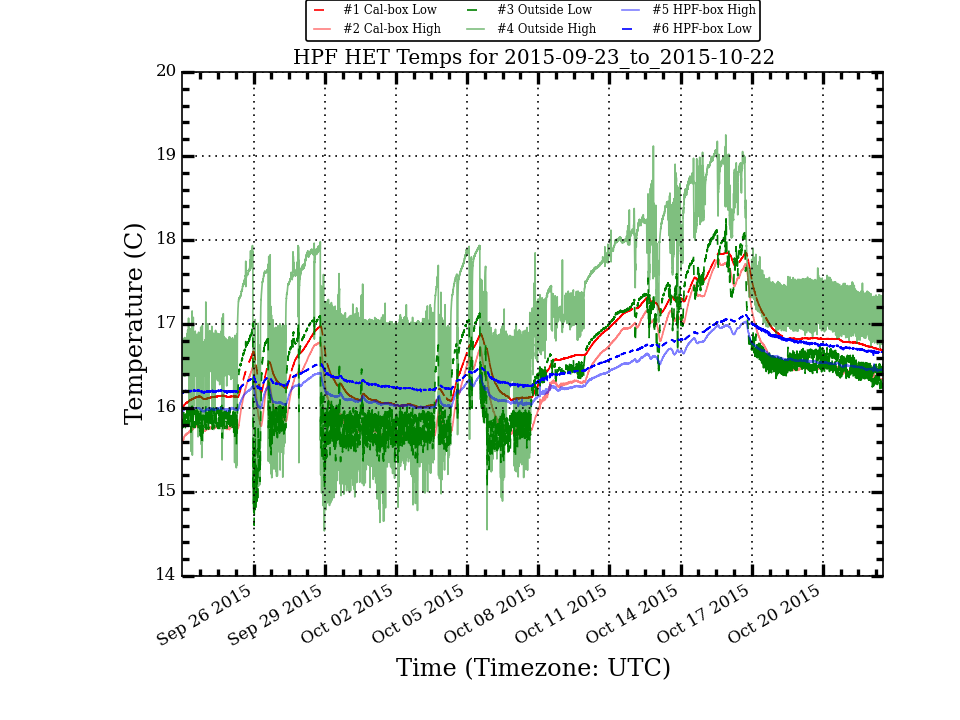 #1 Cal-box Low #3 Outside Low #5 HPF-box High
#2 Cal-box High #4 Outside High #6 HPF-box Low
HPF HET Temps for 2015-09-23_to_2015-10-22
20
19
18
17
16
15
14
Temperature (C)
Sep 26 2015 Sep 29 2015 Oct 02 2015 Oct 05 2015 Oct 08 2015 Oct 11 2015 Oct 14 2015 Oct 17 2015 Oct 20 2015
Time (Timezone: UTC)